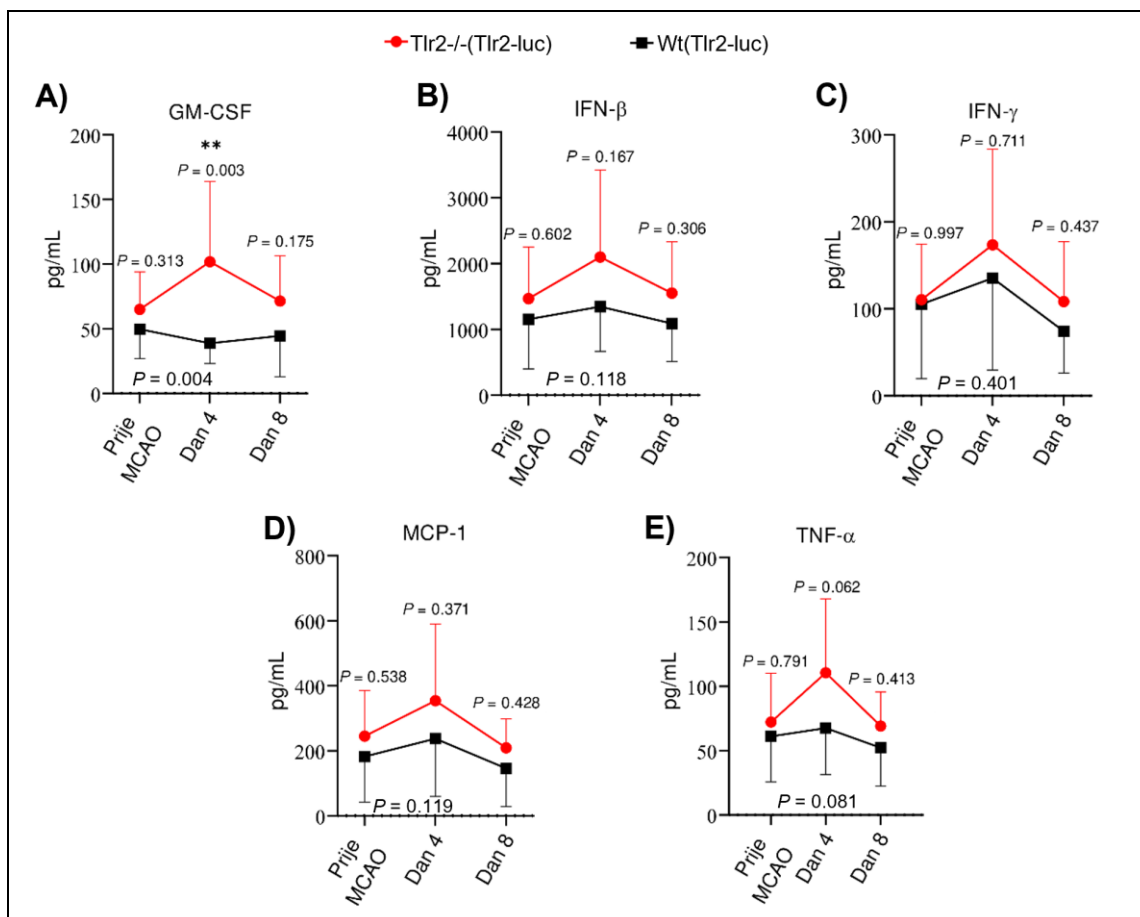 Tlr2-/-(Tlr2-luc) Wt(Tlr2-luc)
A)
GM-CSF
pg/mL
200
150
100
50
0
**
P = 0.003
P = 0.313
P = 0.175
P = 0.004
Prije MCAO
Dan 4
Dan 8
B)
IFN-β
pg/mL
4000
3000
2000
1000
0
P = 0.167
P = 0.602
P = 0.306
P = 0.118
Prije MCAO
Dan 4
Dan 8
C)
IFN-γ
pg/mL
300
200
100
0
P = 0.711
P = 0.997
P = 0.437
P = 0.401
Prije MCAO
Dan 4
Dan 8
D)
MCP-1
pg/mL
800
600
400
200
0
P = 0.371
P = 0.538
P = 0.428
P = 0.119
Prije MCAO
Dan 4
Dan 8
E)
TNF-α
pg/mL
200
150
100
50
0
P = 0.062
P = 0.791
P = 0.413
P = 0.081
Prije MCAO
Dan 4
Dan 8